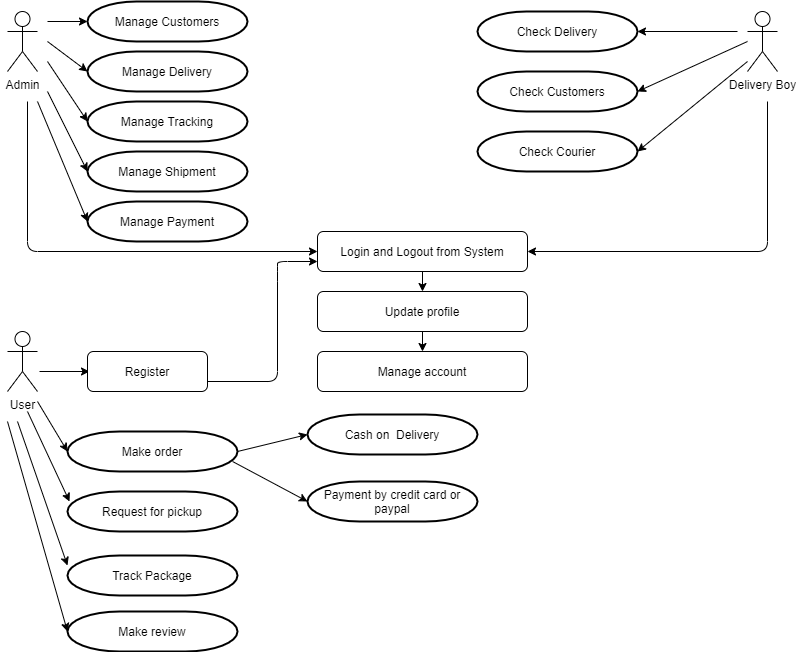 Manage Customers
Manage Delivery
Admin
Manage Tracking
Manage Shipment
Manage Payment
Check Delivery
Delivery Boy
Check Customers
Check Courier
Login and Logout from System
Update profile
Manage account
Register
User
Make order
Cash on  Delivery
Payment by credit card or
paypal
Request for pickup
Track Package
Make review